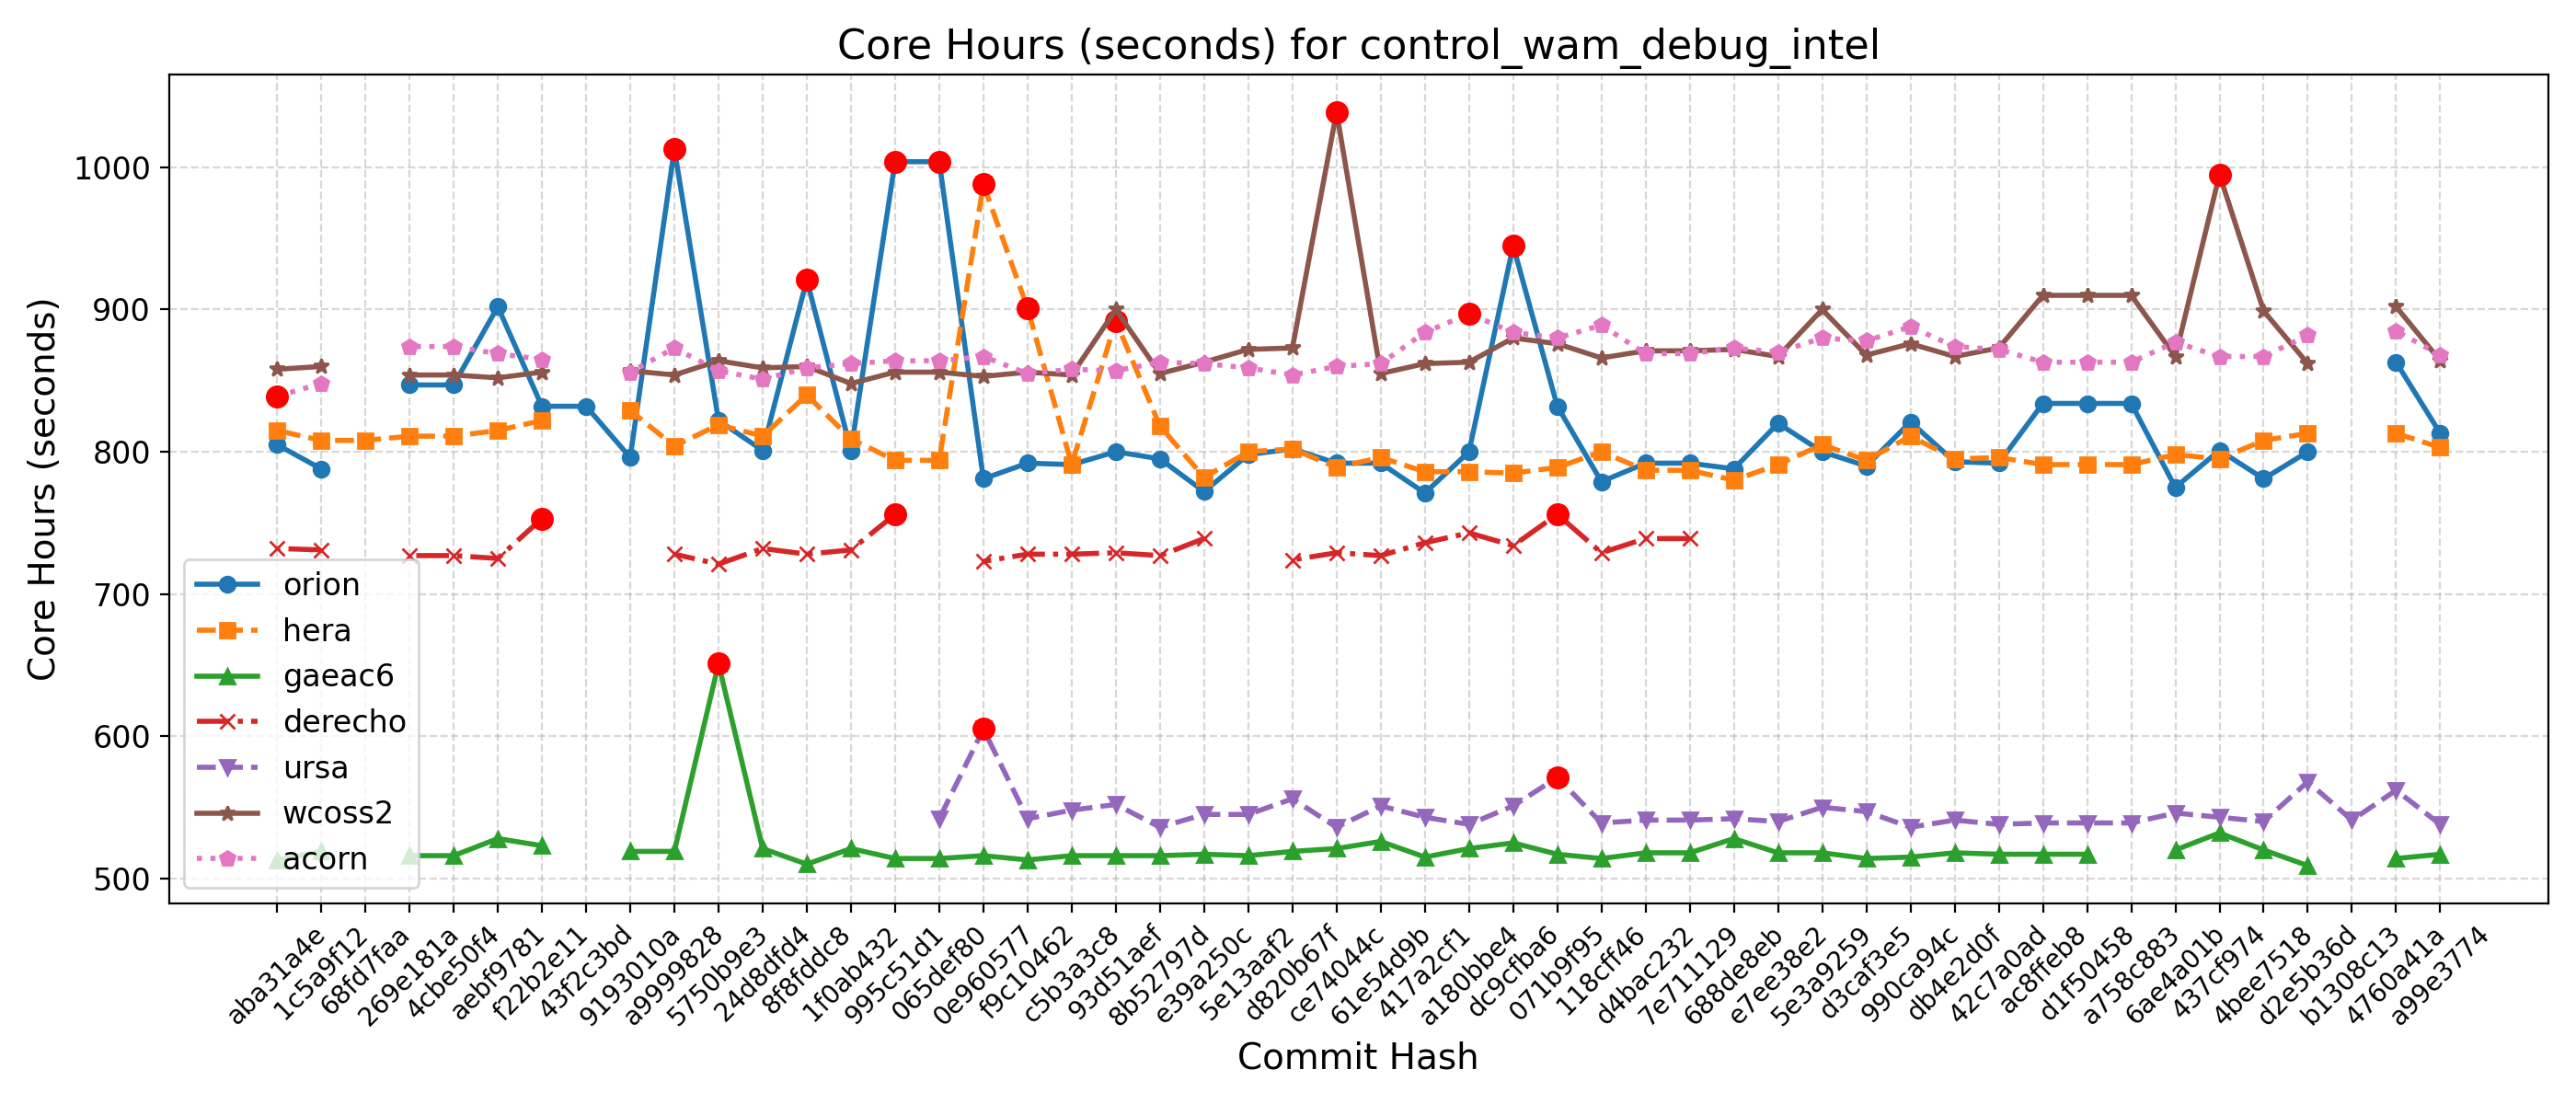 Core Hours (seconds) for control_wam_debug_intel
Core Hours (seconds)
1000
900
800
700
600
500
orion
hera
gaeac6
derecho
ursa
wcoss2
acorn
aba31a4e
1c5a9f12
68fd7faa
269e181a
4cbe50f4
aebf9781
f22b2e11
43f2c3bd
9193010a
a9999828
5750b9e3
24d8dfd4
8f8fddc8
1f0ab432
995c51d1
065def80
0e960577
f9c10462
c5b3a3c8
93d51aef
8b52797d
e39a250c
5e13aaf2
d820b67f
ce74044c
61e54d9b
417a2cf1
a180bbe4
dc9cfba6
071b9f95
118cff46
d4bac232
7e711129
688de8eb
e7ee38e2
5e3a9259
d3caf3e5
990ca94c
db4e2d0f
42c7a0ad
ac8ffeb8
d1f50458
a758c883
6ae4a01b
437cf974
4bee7518
d2e5b36d
b1308c13
4760a41a
a99e3774
Commit Hash